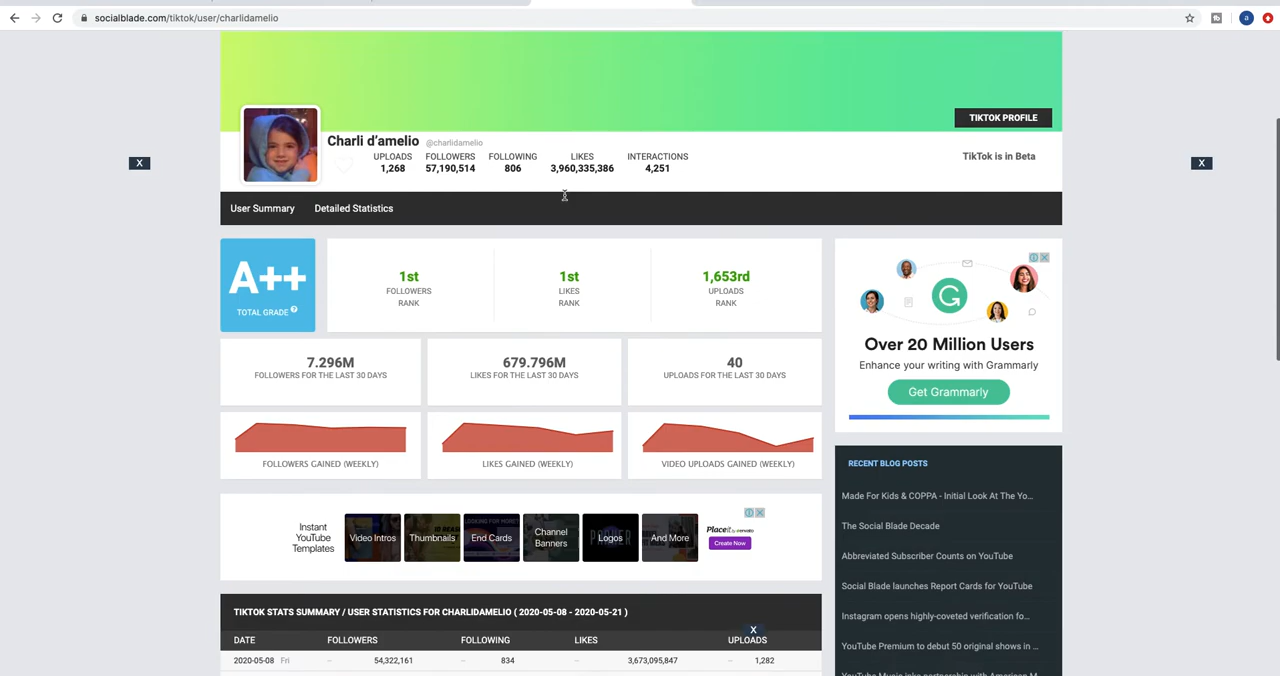 socialblade.com/tiktok/user/charlidamelio
a
TIKTOK PROFILE
Charli d'amelio @charlidamelio
UPLOADS FOLLOWERS FOLLOWING LIKES INTERACTIONS
1,268 57,190,514 806 3,960,335,386 4,251
TikTok is in Beta
X
X
User Summary Detailed Statistics
A++
TOTAL GRADE ?
1st
FOLLOWERS
RANK
1st
LIKES
RANK
1,653rd
UPLOADS
RANK
7.296M
FOLLOWERS FOR THE LAST 30 DAYS
679.796M
LIKES FOR THE LAST 30 DAYS
40
UPLOADS FOR THE LAST 30 DAYS
FOLLOWERS GAINED (WEEKLY)
LIKES GAINED (WEEKLY)
VIDEO UPLOADS GAINED (WEEKLY)
G
Over 20 Million Users
Enhance your writing with Grammarly
Get Grammarly
RECENT BLOG POSTS
Made For Kids & COPPA - Initial Look At The Yo...
The Social Blade Decade
Abbreviated Subscriber Counts on YouTube
Social Blade launches Report Cards for YouTube
Instagram opens highly-coveted verification fo...
YouTube Premium to debut 50 original shows in ...
Instant
YouTube
Templates
Video Intros
Thumbnails
End Cards
Channel
Banners
Logos
And More
Placeit
Create Now
TIKTOK STATS SUMMARY / USER STATISTICS FOR CHARLIDAMELIO ( 2020-05-08 - 2020-05-21 )
X
DATE FOLLOWERS FOLLOWING LIKES UPLOADS
2020-05-08 Fri -- 54,322,161 -- 834 -- 3,673,095,847 -- 1,282